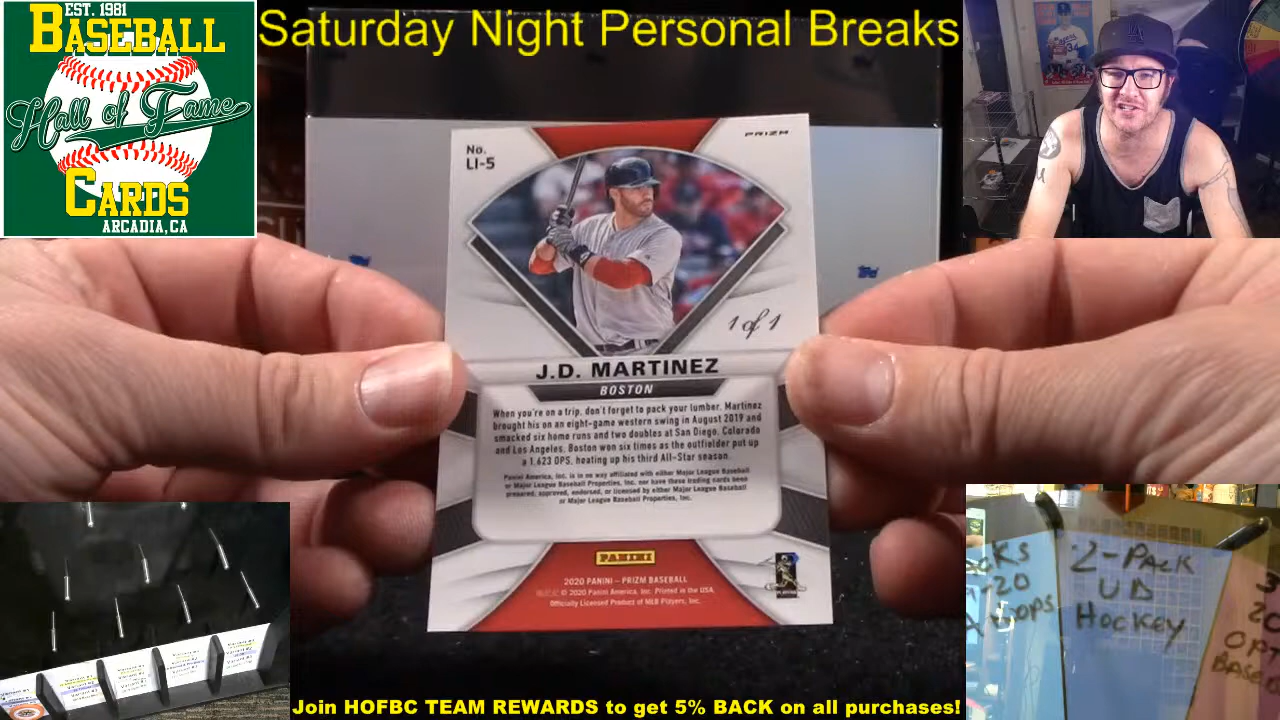 EST. 1981
BASEBALL
Hall of Fame
CARDS
ARCADIA, CA
Saturday Night Personal Breaks
34
No.
LI-5
PRIZM
1 of 1
J.D. MARTINEZ
BOSTON
When you're on a trip, don't forget to pack your lumber. Martinez
brought his on an eight-game western swing in August 2019 and
smacked six home runs and two doubles at San Diego, Colorado
and Los Angeles. Boston won six times as the outfielder put up
a 1.623 OPS, heating up his third All-Star season.
Panini America, Inc. is in no way affiliated with either Major League Baseball
or Major League Baseball Properties, Inc. nor have these trading cards been
prepared, approved, endorsed, or licensed by either Major League Baseball
or Major League Baseball Properties, Inc.
PANINI
2020 PANINI – PRIZM BASEBALL
© 2020 Panini America, Inc. Printed in the USA.
Officially Licensed Product of MLB Players, Inc.
2-PACK
UD
HOCKEY
Join HOFBC TEAM REWARDS to get 5% BACK on all purchases!